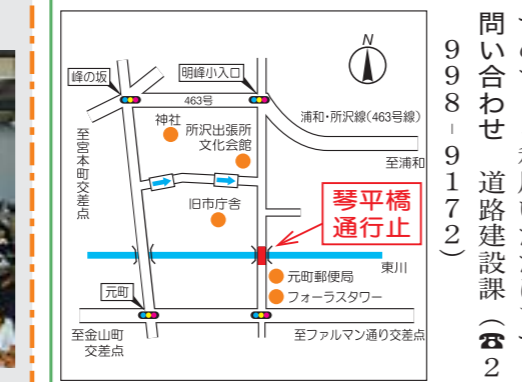 問い合わせ 道路建設課(☎2
998-9172)
N
峰の坂
明峰小入口
463号
神社
所沢出張所
文化会館
浦和・所沢線(463号線)
至浦和
至宮本町交差点
旧市庁舎
琴平橋
通行止
東川
元町郵便局
フォーラスタワー
元町
至金山町
交差点
至ファルマン通り交差点